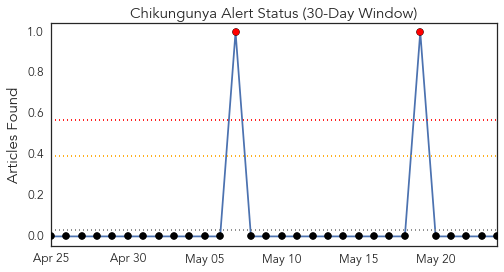 Chikungunya Alert Status (30-Day Window)
Articles Found
1.0
0.8
0.6
0.4
0.2
0.0
Apr 25 Apr 30 May 05 May 10 May 15 May 20